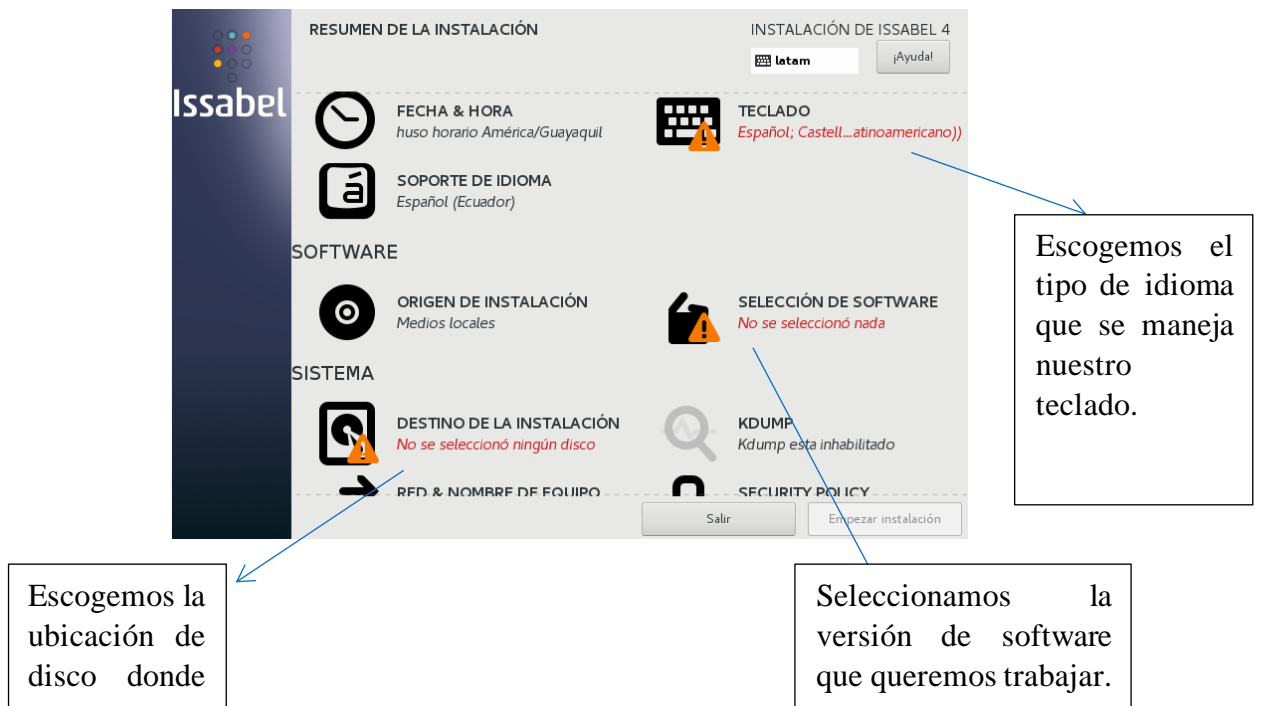 RESUMEN DE LA INSTALACIÓN
INSTALACIÓN DE ISSABEL 4
latam
¡Ayuda!
Issabel
FECHA & HORA
huso horario América/Guayaquil
TECLADO
Español; Castell...atinoamericano))
SOPORTE DE IDIOMA
Español (Ecuador)
SOFTWARE
ORIGEN DE INSTALACIÓN
Medios locales
SELECCIÓN DE SOFTWARE
No se seleccionó nada
SISTEMA
DESTINO DE LA INSTALACIÓN
No se seleccionó ningún disco
KDUMP
Kdump esta inhabilitado
RED & NOMBRE DE EQUIPO
SECURITY POLICY
Salir
Empezar instalación
Escogemos el
tipo de idioma
que se maneja
nuestro
teclado.
Escogemos la
ubicación de
disco donde
Seleccionamos la
versión de software
que queremos trabajar.